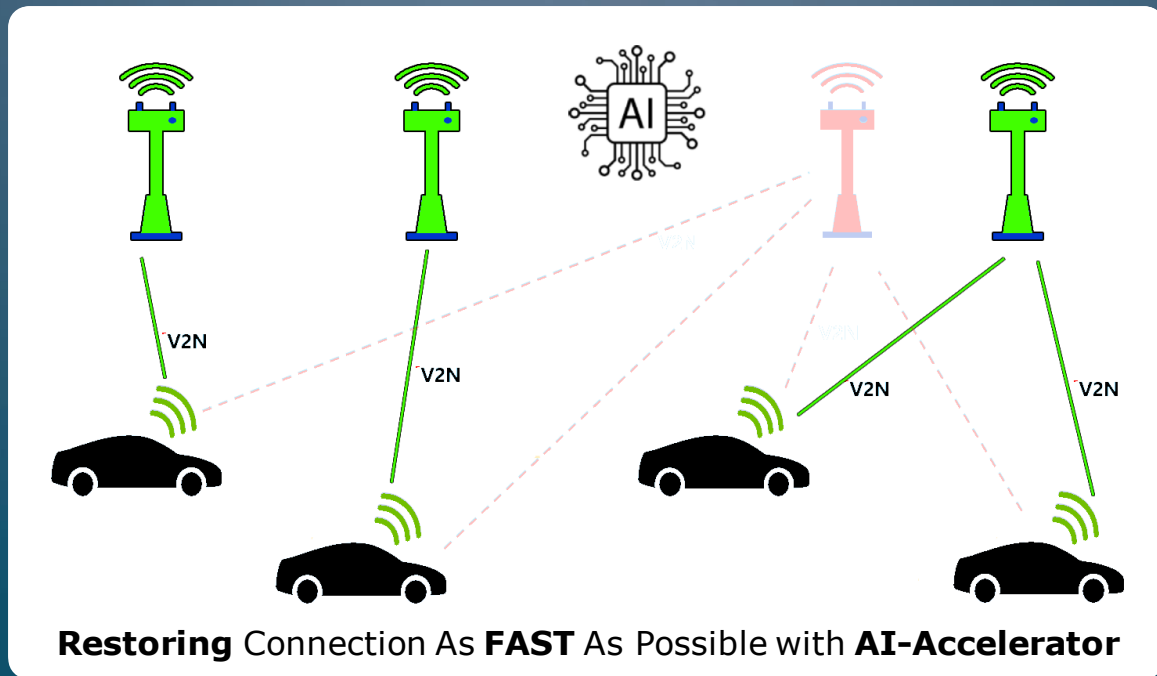 AI
V2N
V2N
V2N
V2N
Restoring Connection As FAST As Possible with AI-Accelerator